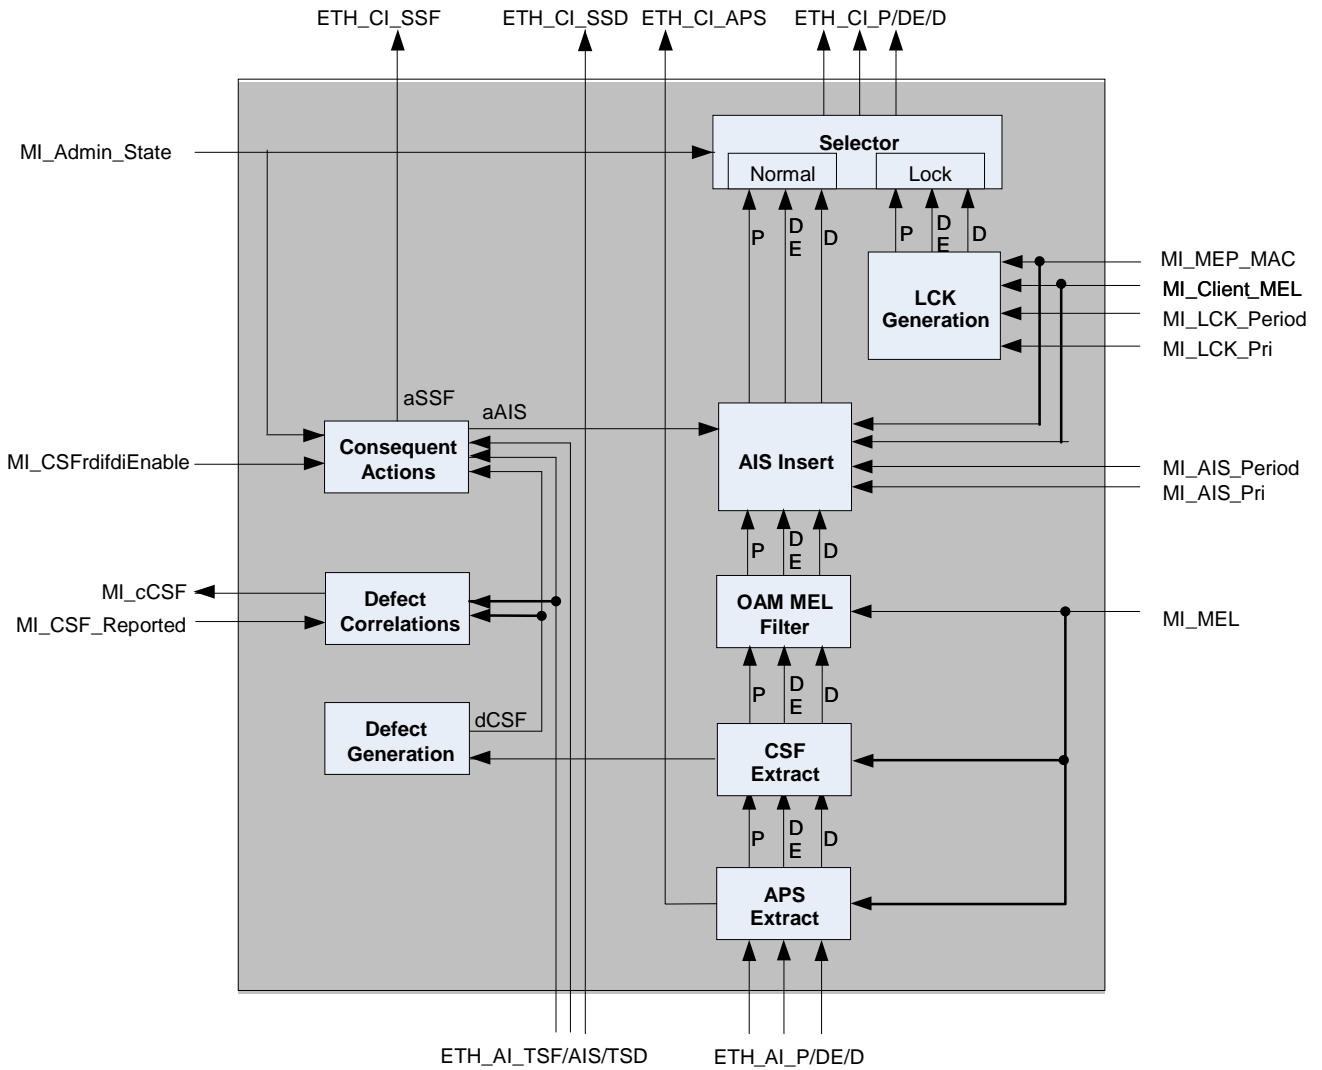 ETH_CI_SSF
ETH_CI_SSD
ETH_CI_APS
ETH_CI_P/DE/D
MI_Admin_State
Selector
Normal
Lock
P
D
E
D
P
D
E
D
LCK
Generation
MI_MEP_MAC
MI_Client_MEL
MI_LCK_Period
MI_LCK_Pri
aSSF
aAIS
Consequent
Actions
MI_CSFrdifdiEnable
AIS Insert
MI_AIS_Period
MI_AIS_Pri
P
D
E
D
MI_cCSF
MI_CSF_Reported
Defect
Correlations
OAM MEL
Filter
MI_MEL
P
D
E
D
Defect
Generation
dCSF
CSF
Extract
P
D
E
D
APS
Extract
ETH_AI_TSF/AIS/TSD
ETH_AI_P/DE/D